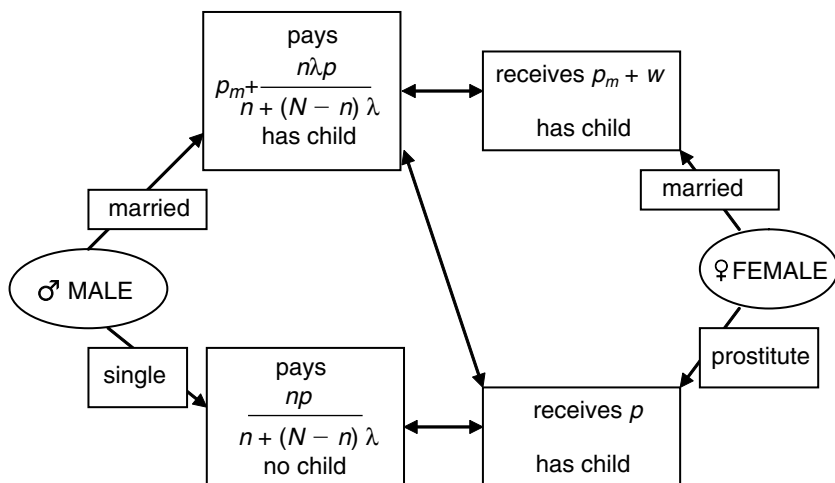 pays
p_m + nλp / n + (N − n) λ
has child
receives p_m + w
has child
married
married
♂ MALE
♀ FEMALE
single
prostitute
pays
np / n + (N − n) λ
no child
receives p
has child